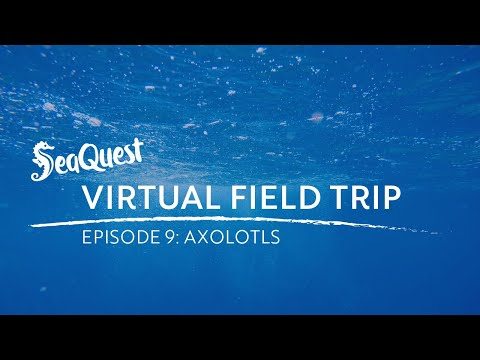 SeaQuest
VIRTUAL FIELD TRIP
EPISODE 9: AXOLOTLS